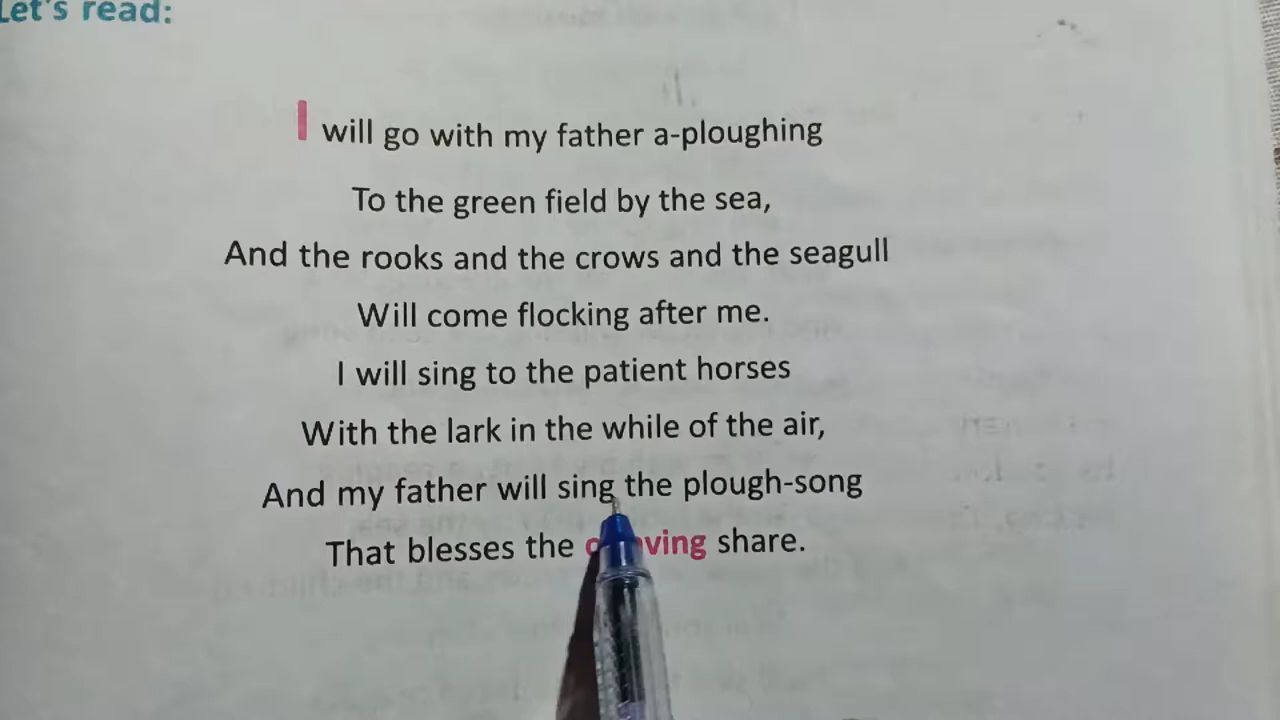 Let's read:
I will go with my father a-ploughing
To the green field by the sea,
And the rooks and the crows and the seagull
Will come flocking after me.
I will sing to the patient horses
With the lark in the while of the air,
And my father will sing the plough-song
That blesses the share.